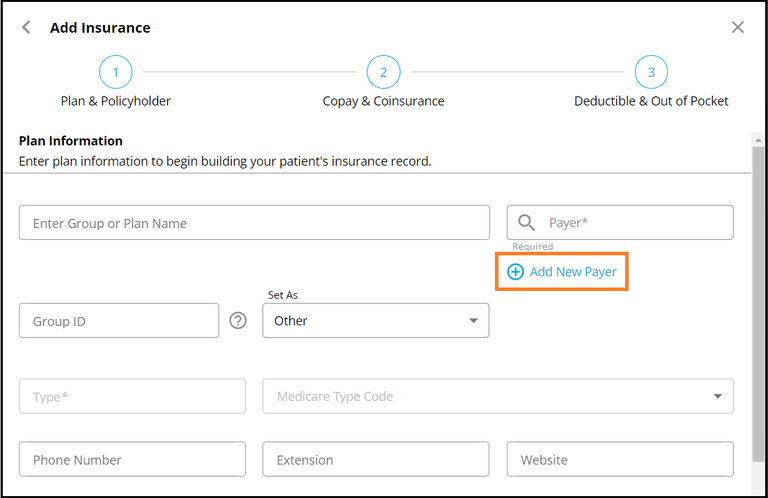 Add Insurance
1 2 3
Plan & Policyholder Copay & Coinsurance Deductible & Out of Pocket
Plan Information
Enter plan information to begin building your patient's insurance record.
Enter Group or Plan Name Payer*
Required
Add New Payer
Set As
Group ID ? Other
Type* Medicare Type Code
Phone Number Extension Website